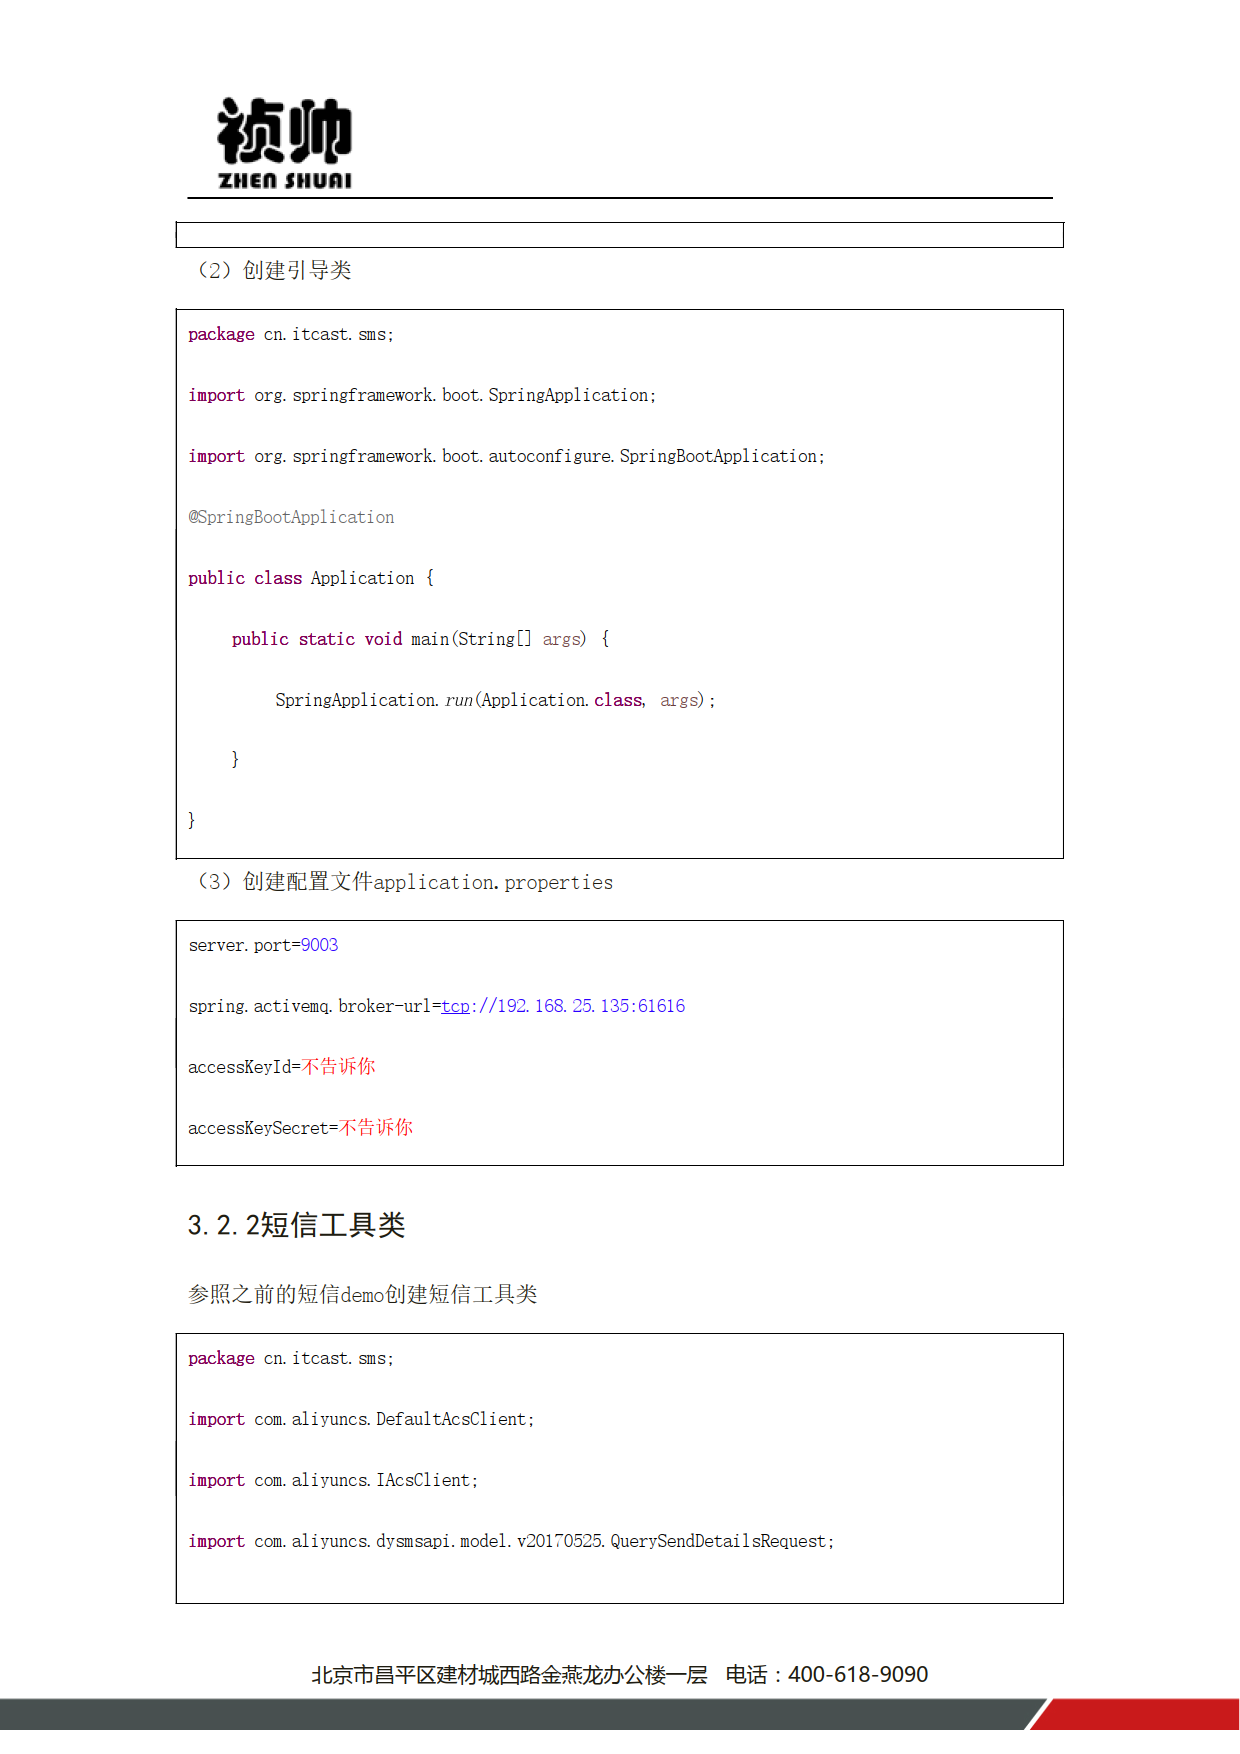 祯帅
ZHEN SHUAI
（2）创建引导类
package cn.itcast.sms;
import org.springframework.boot.SpringApplication;
import org.springframework.boot.autoconfigure.SpringBootApplication;
@SpringBootApplication
public class Application {
public static void main(String[] args) {
SpringApplication.run(Application.class, args);
}
}
（3）创建配置文件application.properties
server.port=9003
spring.activemq.broker-url=tcp://192.168.25.135:61616
accessKeyId=不告诉你
accessKeySecret=不告诉你
3.2.2短信工具类
参照之前的短信demo创建短信工具类
package cn.itcast.sms;
import com.aliyuncs.DefaultAcsClient;
import com.aliyuncs.IAcsClient;
import com.aliyuncs.dysmsapi.model.v20170525.QuerySendDetailsRequest;
北京市昌平区建材城西路金燕龙办公楼一层 电话：400-618-9090